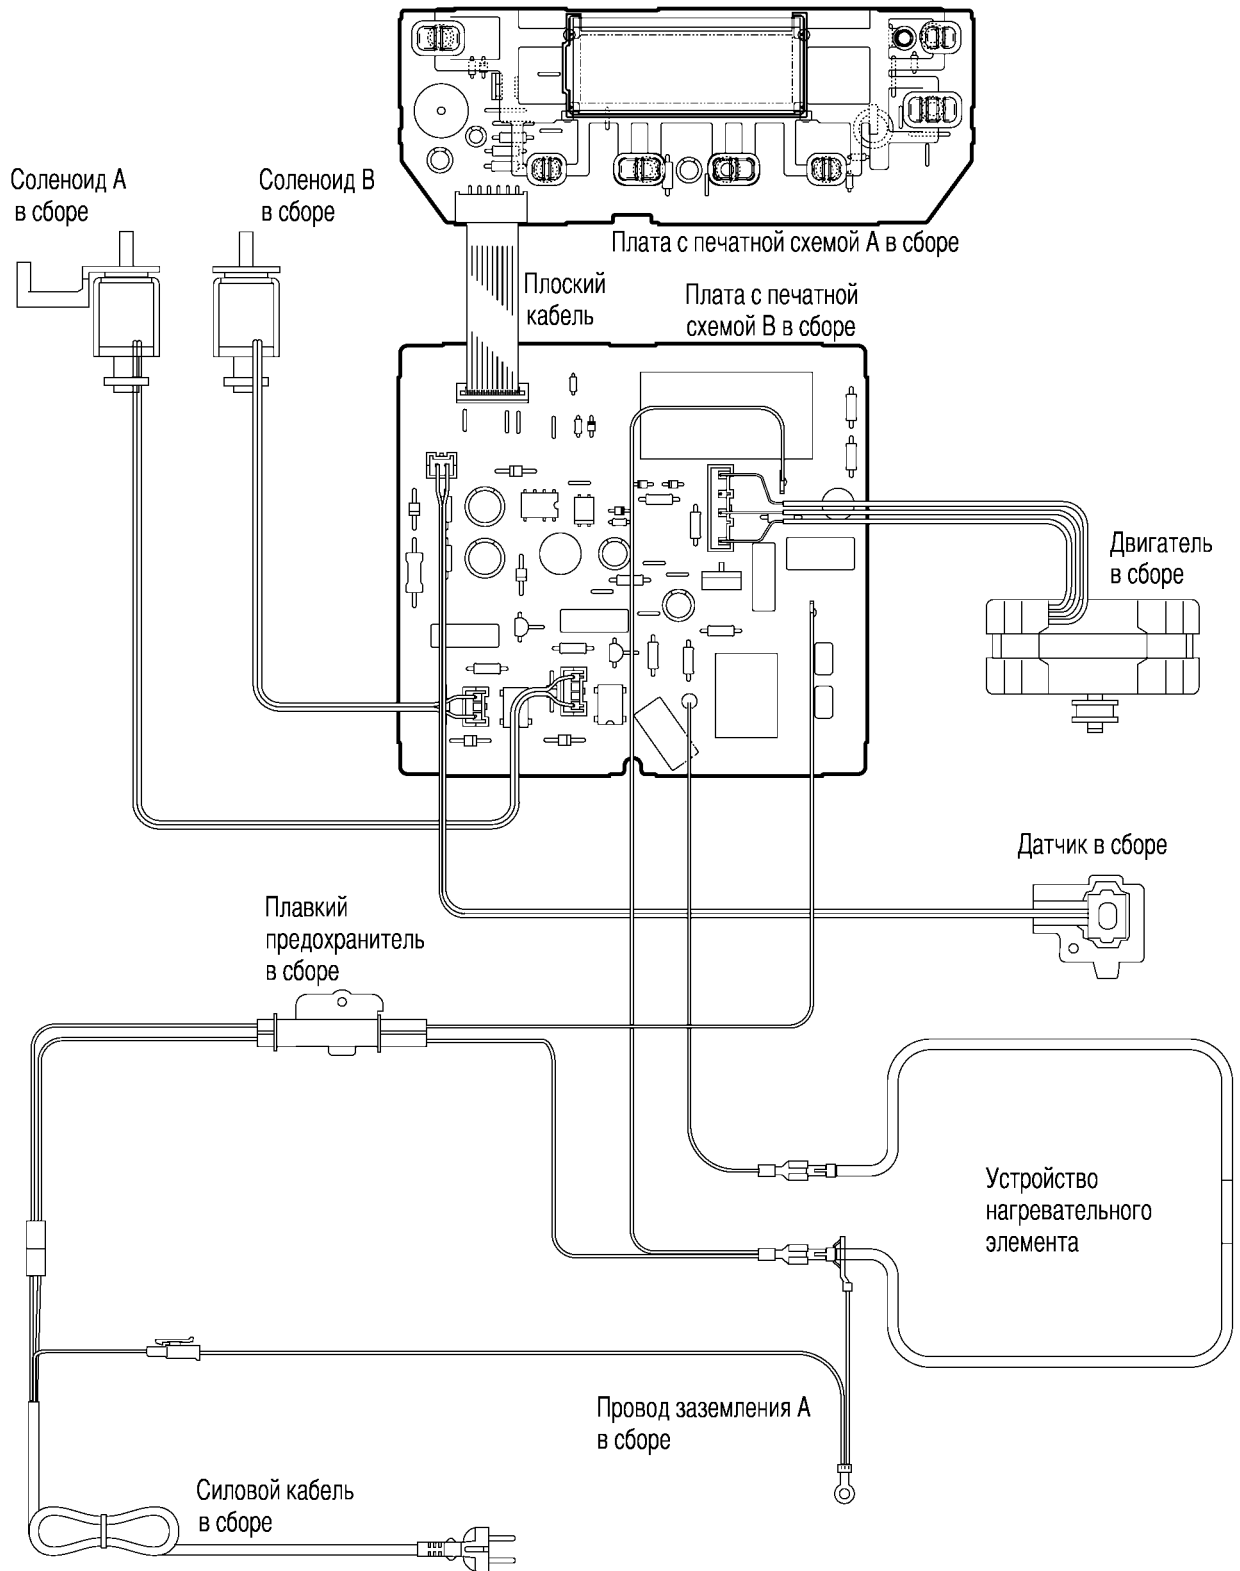 Соленоид А
в сборе
Соленоид В
в сборе
Плата с печатной схемой А в сборе
Плоский
кабель
Плата с печатной
схемой В в сборе
Двигатель
в сборе
Датчик в сборе
Плавкий
предохранитель
в сборе
Устройство
нагревательного
элемента
Провод заземления А
в сборе
Силовой кабель
в сборе